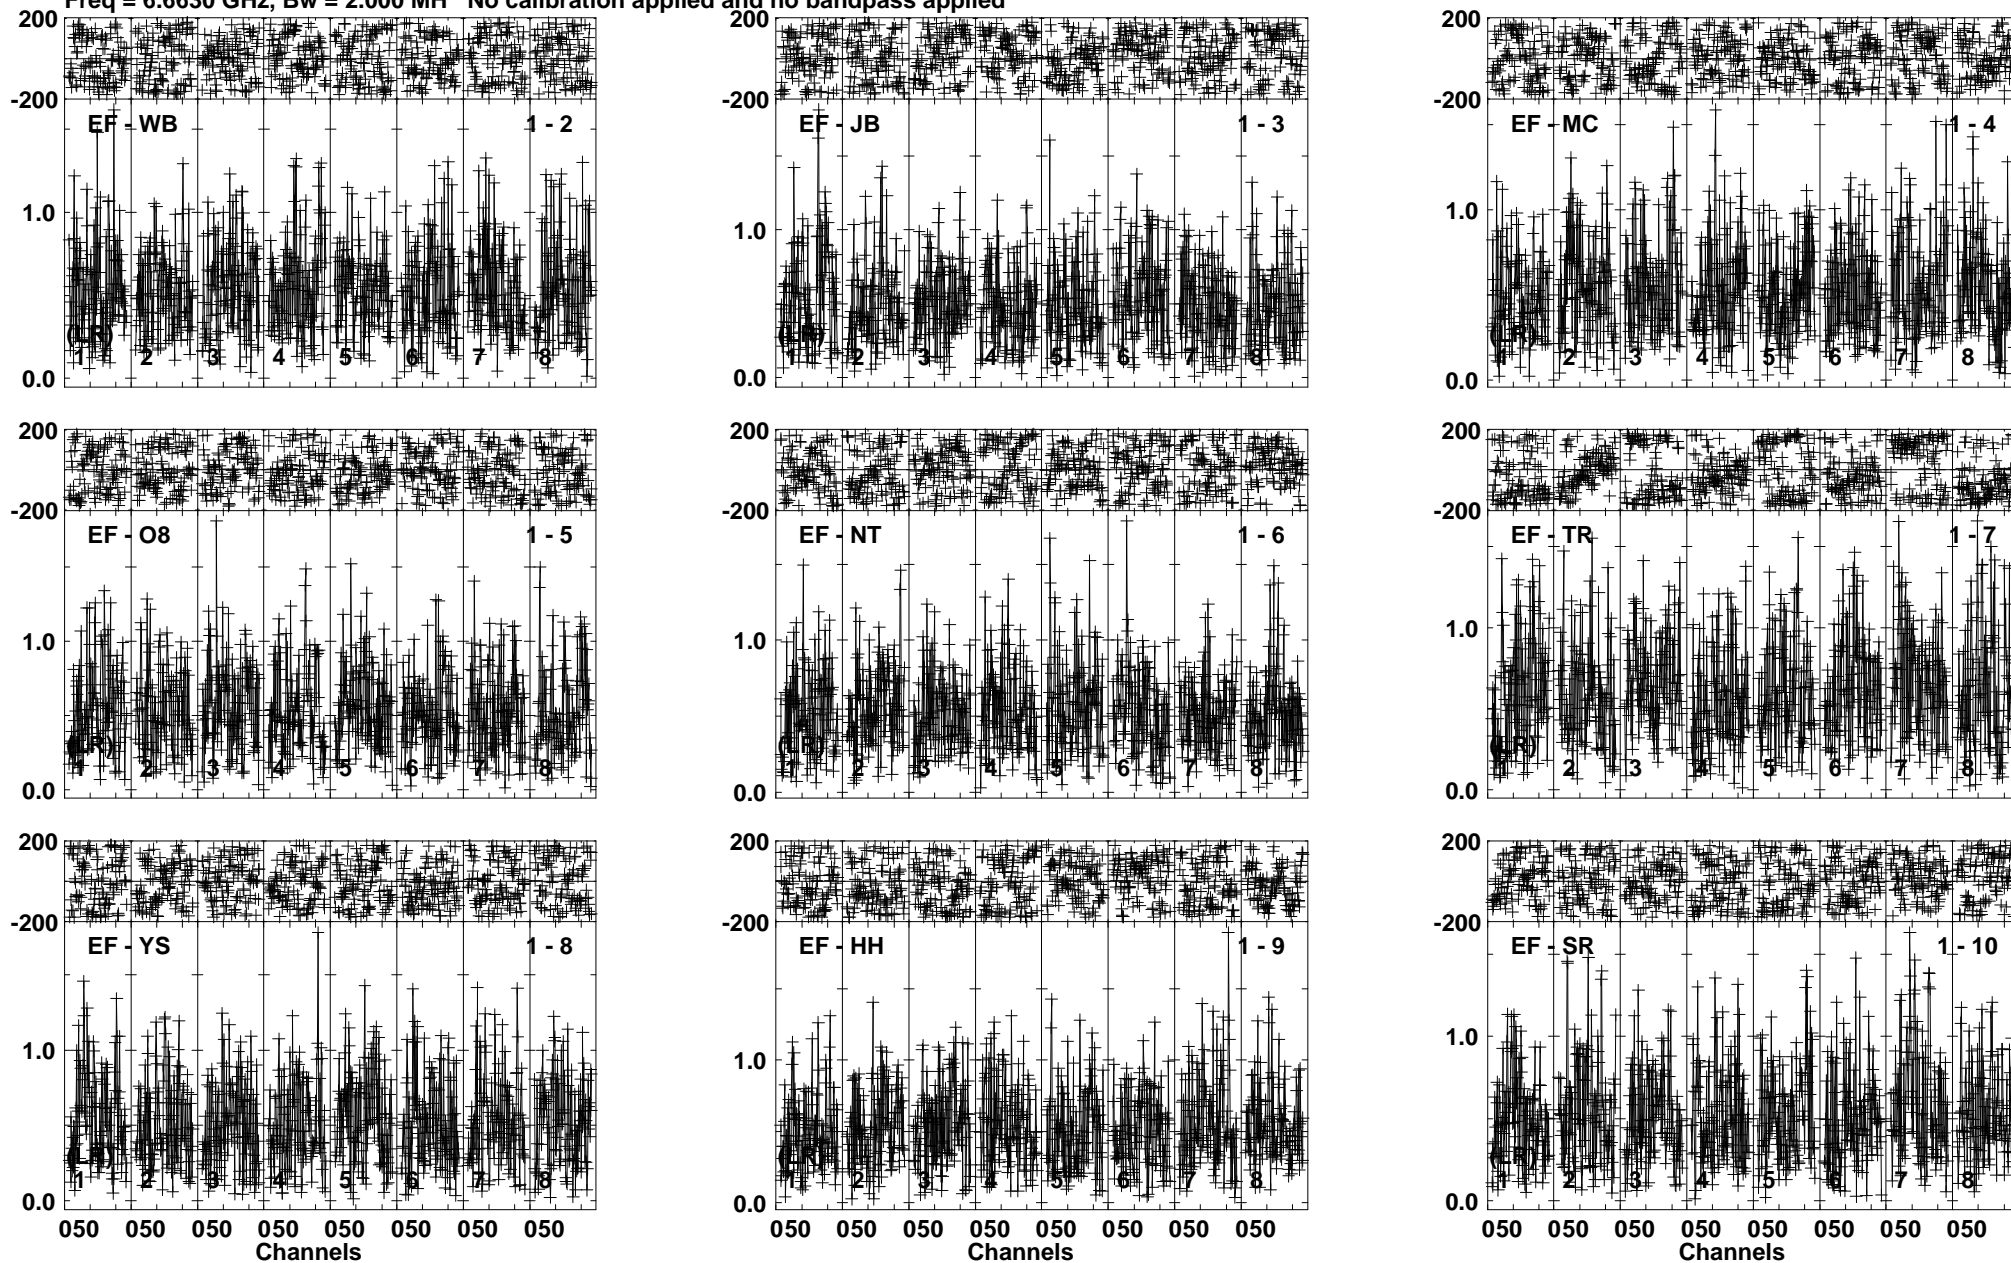 Freq = 6.6630 GHz, Bw = 2.000 MH No calibration applied and no bandpass applied
200 200 200
-200 -200 -200
EF - WB 1 - 2 EF - JB 1 - 3 EF - MC 1 - 4
1.0 1.0 1.0
(LR) (LR) (LR)
1 2 3 4 5 6 7 8 1 2 3 4 5 6 7 8 1 2 3 4 5 6 7 8
0.0 0.0 0.0
200 200 200
-200 -200 -200
EF - O8 1 - 5 EF - NT 1 - 6 EF - TR 1 - 7
1.0 1.0 1.0
(LR) (LR) (LR)
1 2 3 4 5 6 7 8 1 2 3 4 5 6 7 8 1 2 3 4 5 6 7 8
0.0 0.0 0.0
200 200 200
-200 -200 -200
EF - YS 1 - 8 EF - HH 1 - 9 EF - SR 1 - 10
1.0 1.0 1.0
(LR) (LR) (LR)
1 2 3 4 5 6 7 8 1 2 3 4 5 6 7 8 1 2 3 4 5 6 7 8
0.0 0.0 0.0
050 050 050 050 050 050 050 050 050 050 050 050 050 050 050 050 050 050 050 050 050 050 050 050
Channels Channels Channels